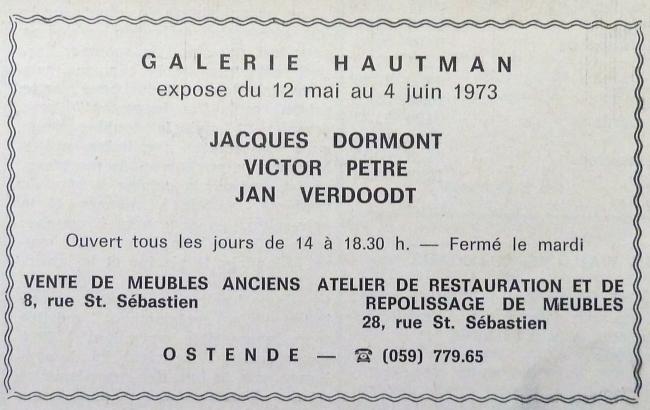 GALERIE HAUTMAN
expose du 12 mai au 4 juin 1973
JACQUES DORMONT
VICTOR PETRE
JAN VERDOODT
Ouvert tous les jours de 14 à 18.30 h. — Fermé le mardi
VENTE DE MEUBLES ANCIENS
8, rue St. Sébastien
ATELIER DE RESTAURATION ET DE
REPOLISSAGE DE MEUBLES
28, rue St. Sébastien
OSTENDE — ☎ (059) 779.65